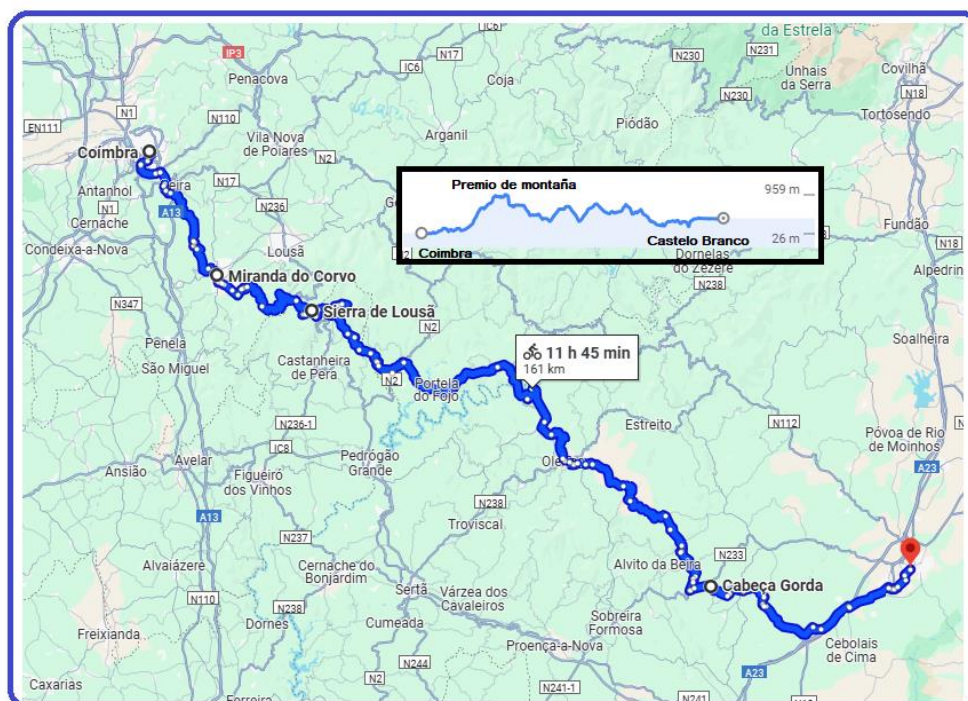 da Estrela
IC6
N230
N231
Covilhã
N17
Unhais
da Serra
IP3
IC6
Coja
N18
Penacova
N230
Tortosendo
N1
N110
Piódão
EN111
Vila Nova
de Poiares
Arganil
Coímbra
N2
Antanhol
N17
Premio de montaña
959 m
Fundão
N1
A13
N236
Cernache
26 m
N18
Condeixa-a-Nova
Lousã
Coimbra
Castelo Branco
N2
Dornelas
do Zêzere
Alpedrin
Miranda do Corvo
N238
N347
Sierra de Lousã
Penela
N2
Soalheira
São Miguel
Castanheira
de Pera
11 h 45 min
161 km
N2
Portela
do Fojo
N236-1
Estreito
N112
Póvoa de Rio
de Moinhos
IC8
Ansião
Avelar
Pedrógão
Grande
A23
Figueiró
dos Vinhos
N238
A13
Troviscal
N237
N233
Alvaiázere
Cernache do
Bonjardim
Alvito da Beira
Sertã
Várzea dos
Cavaleiros
Cabeça Gorda
N110
N238
Sobreira
Formosa
Freixianda
Dornes
Cumeada
Proença-a-Nova
Cebolais
de Cima
N244
A23
Caxarias
N2
N241-1
N241
Ferreira